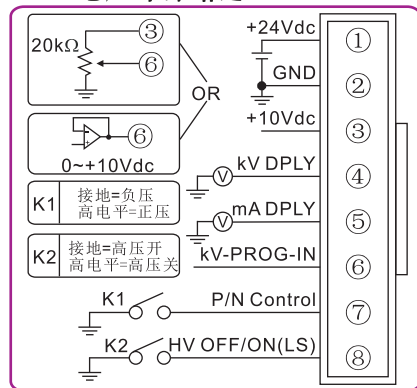 20kΩ
③
⑥
OR
⑥
0~+10Vdc
K1
接地=负压
高电平=正压
K2
接地=高压开
高电平=高压关
+24Vdc
①
GND
②
+10Vdc
③
kV DPLY
V
④
mA DPLY
V
⑤
kV-PROG-IN
⑥
K1
P/N Control
⑦
K2
HV OFF/ON(LS)
⑧